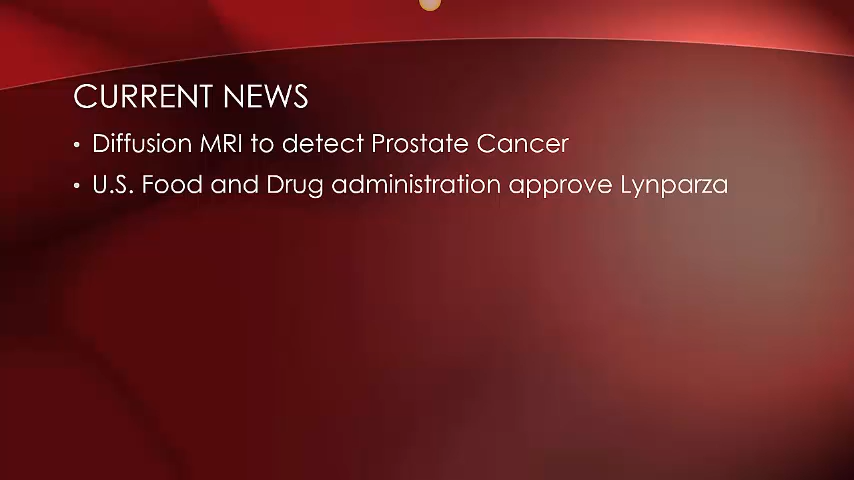 CURRENT NEWS
• Diffusion MRI to detect Prostate Cancer
• U.S. Food and Drug administration approve Lynparza